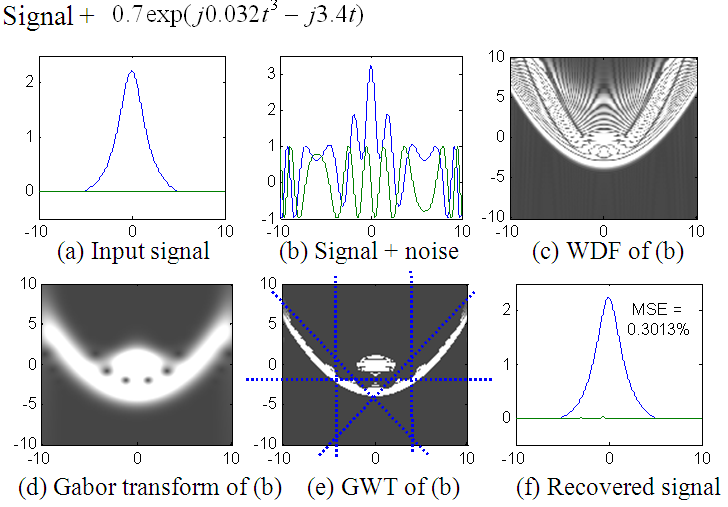 Signal + 0.7exp(j0.032t³ − j3.4t)
2
1
0
-10 0 10
(a) Input signal
3
2
1
0
-1
-10 0 10
(b) Signal + noise
10
5
0
-5
-10
-10 0 10
(c) WDF of (b)
10
5
0
-5
-10
-10 0 10
(d) Gabor transform of (b)
10
5
0
-5
-10
-10 0 10
(e) GWT of (b)
MSE =
0.3013%
2
1
0
-10 0 10
(f) Recovered signal